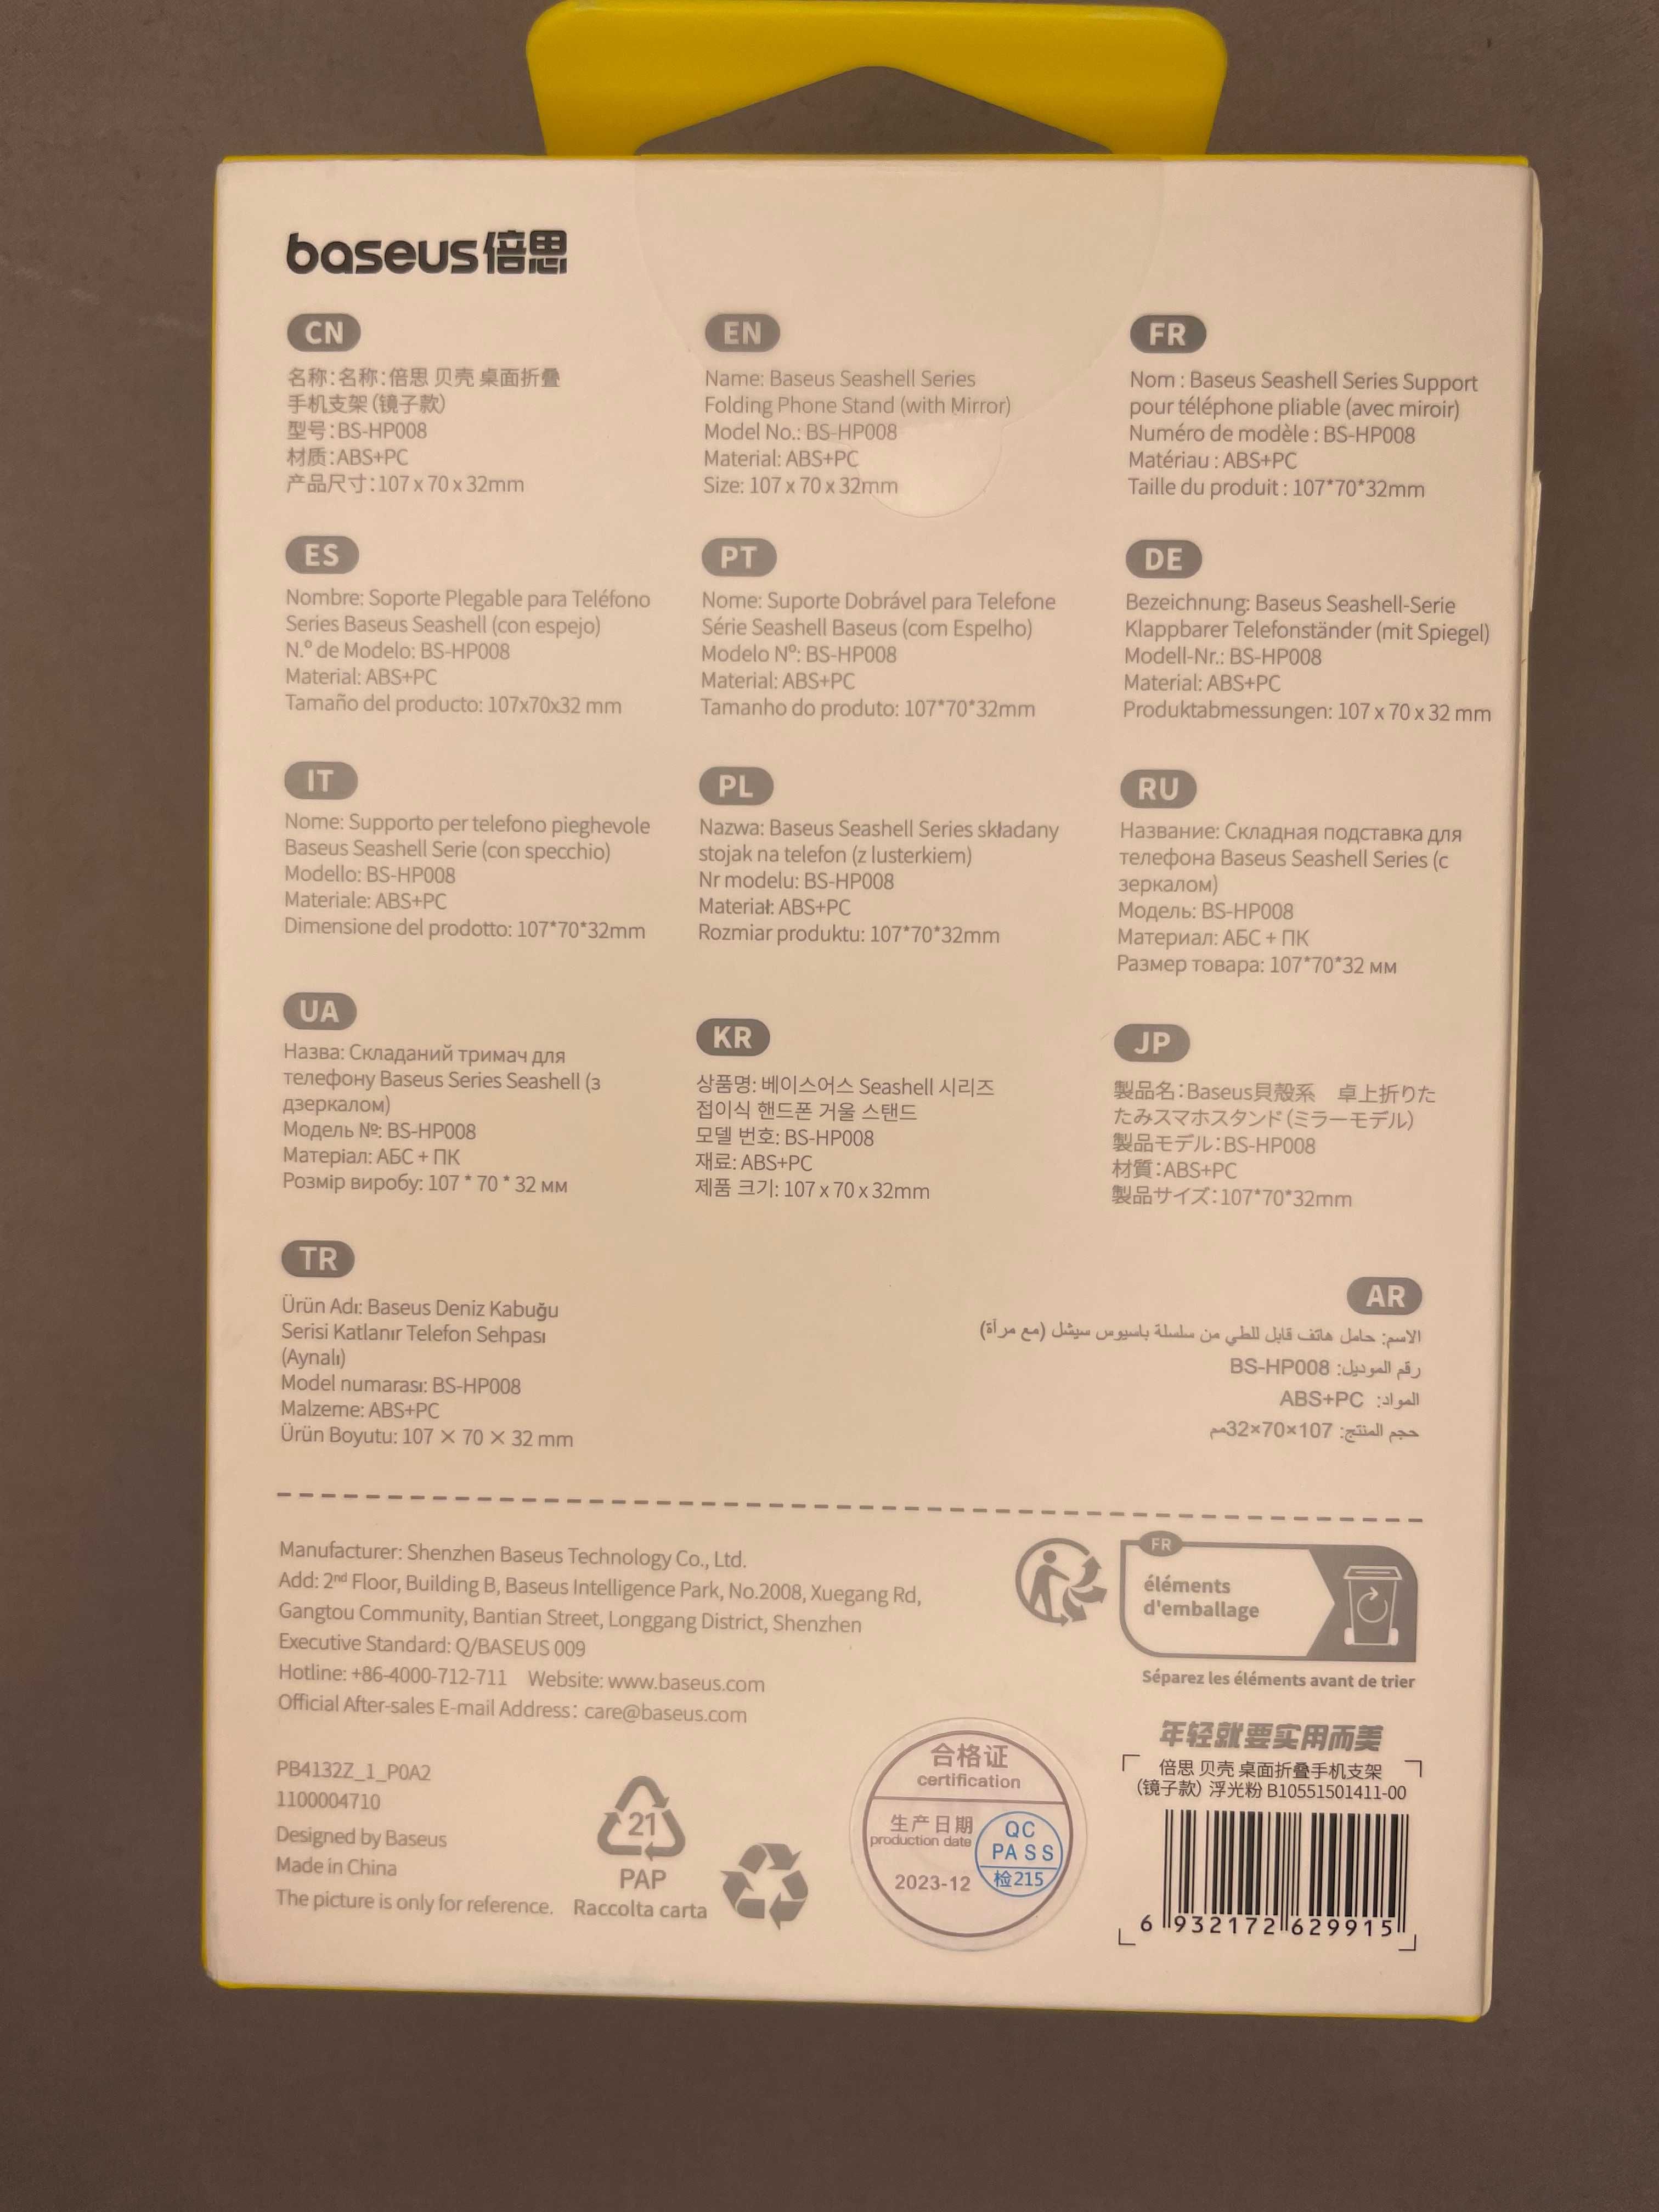 baseus倍思
CN
名称:名称:倍思 贝壳 桌面折叠
手机支架(镜子款)
型号:BS-HP008
材质:ABS+PC
产品尺寸:107 x 70 x 32mm
EN
Name: Baseus Seashell Series
Folding Phone Stand (with Mirror)
Model No.: BS-HP008
Material: ABS+PC
Size: 107 x 70 x 32mm
FR
Nom : Baseus Seashell Series Support
pour téléphone pliable (avec miroir)
Numéro de modèle : BS-HP008
Matériau : ABS+PC
Taille du produit : 107*70*32mm
ES
Nombre: Soporte Plegable para Teléfono
Series Baseus Seashell (con espejo)
N.º de Modelo: BS-HP008
Material: ABS+PC
Tamaño del producto: 107x70x32 mm
PT
Nome: Suporte Dobrável para Telefone
Série Seashell Baseus (com Espelho)
Modelo Nº: BS-HP008
Material: ABS+PC
Tamanho do produto: 107*70*32mm
DE
Bezeichnung: Baseus Seashell-Serie
Klappbarer Telefonständer (mit Spiegel)
Modell-Nr.: BS-HP008
Material: ABS+PC
Produktabmessungen: 107 x 70 x 32 mm
IT
Nome: Supporto per telefono pieghevole
Baseus Seashell Serie (con specchio)
Modello: BS-HP008
Materiale: ABS+PC
Dimensione del prodotto: 107*70*32mm
PL
Nazwa: Baseus Seashell Series składany
stojak na telefon (z lusterkiem)
Nr modelu: BS-HP008
Materiał: ABS+PC
Rozmiar produktu: 107*70*32mm
RU
Название: Складная подставка для
телефона Baseus Seashell Series (с
зеркалом)
Модель: BS-HP008
Материал: АБС + ПК
Размер товара: 107*70*32 мм
UA
Назва: Складаний тримач для
телефону Baseus Series Seashell (з
дзеркалом)
Модель №: BS-HP008
Матеріал: АБС + ПК
Розмір виробу: 107 * 70 * 32 мм
KR
상품명: 베이스어스 Seashell 시리즈
접이식 핸드폰 거울 스탠드
모델 번호: BS-HP008
재료: ABS+PC
제품 크기: 107 x 70 x 32mm
JP
製品名:Baseus貝殻系 卓上折りた
たみスマホスタンド(ミラーモデル)
製品モデル:BS-HP008
材質:ABS+PC
製品サイズ:107*70*32mm
TR
Ürün Adı: Baseus Deniz Kabuğu
Serisi Katlanır Telefon Sehpası
(Aynalı)
Model numarası: BS-HP008
Malzeme: ABS+PC
Ürün Boyutu: 107 × 70 × 32 mm
AR
الاسم: حامل هاتف قابل للطي من سلسلة باسيوس سيشل (مع مرآة)
رقم الموديل: BS-HP008
المواد: ABS+PC
حجم المنتج: 107×70×32مم
Manufacturer: Shenzhen Baseus Technology Co., Ltd.
Add: 2nd Floor, Building B, Baseus Intelligence Park, No.2008, Xuegang Rd,
Gangtou Community, Bantian Street, Longgang District, Shenzhen
Executive Standard: Q/BASEUS 009
Hotline: +86-4000-712-711 Website: www.baseus.com
Official After-sales E-mail Address: care@baseus.com
FR
éléments
d'emballage
Séparez les éléments avant de trier
PB4132Z_1_P0A2
1100004710
Designed by Baseus
Made in China
The picture is only for reference.
21
PAP
Raccolta carta
合格证
certification
生产日期
production date
2023-12
QC
PASS
检215
年轻就要实用而美
倍思 贝壳 桌面折叠手机支架
(镜子款) 浮光粉 B10551501411-00
6 932172 629915